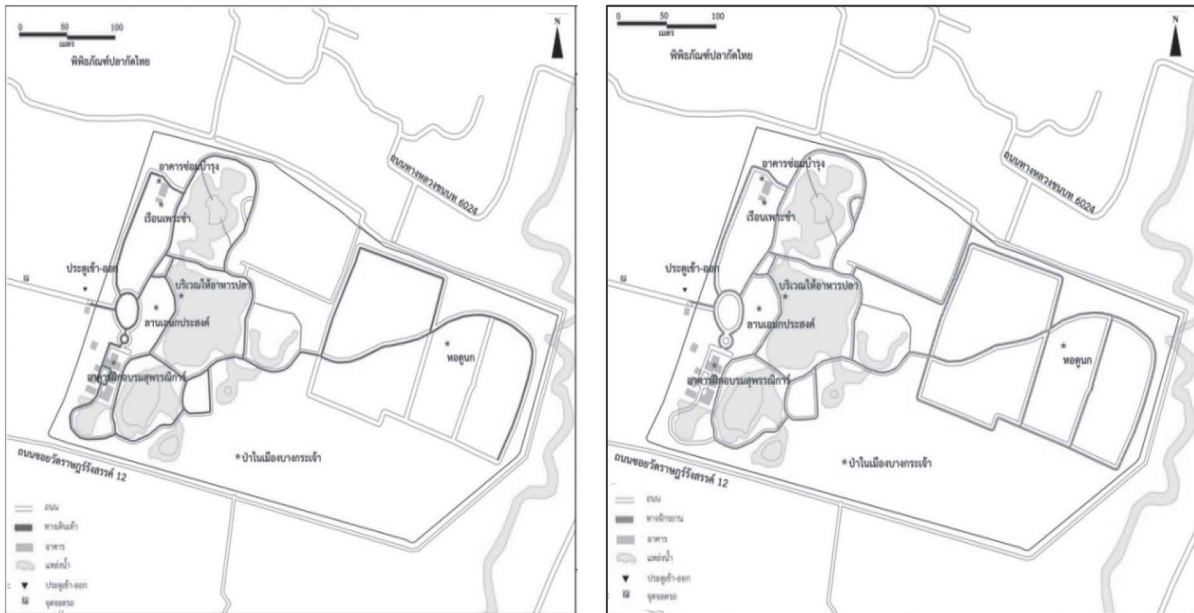 0 50 100
เมตร
N
พิพิธภัณฑ์ปลากัดไทย
อาคารซ่อมบำรุง
ถนนทางหลวงชนบท 6024
เรือนเพาะชำ
ประตูเข้า-ออก
บริเวณให้อาหารปลา
ลานเอนกประสงค์
หอดูนก
อาคารฝึกอบรมสุพรรณิการ์
ป่าในเมืองบางกระเจ้า
ถนนซอยวัดราษฎร์รังสรรค์ 12
ถนน
ทางเดินเท้า
อาคาร
แหล่งน้ำ
ประตูเข้า-ออก
จุดจอดรถ
0 50 100
เมตร
N
พิพิธภัณฑ์ปลากัดไทย
อาคารซ่อมบำรุง
ถนนทางหลวงชนบท 6024
เรือนเพาะชำ
ประตูเข้า-ออก
บริเวณให้อาหารปลา
ลานเอนกประสงค์
หอดูนก
อาคารฝึกอบรมสุพรรณิการ์
ป่าในเมืองบางกระเจ้า
ถนนซอยวัดราษฎร์รังสรรค์ 12
ถนน
ทางจักรยาน
อาคาร
แหล่งน้ำ
ประตูเข้า-ออก
จุดจอดรถ